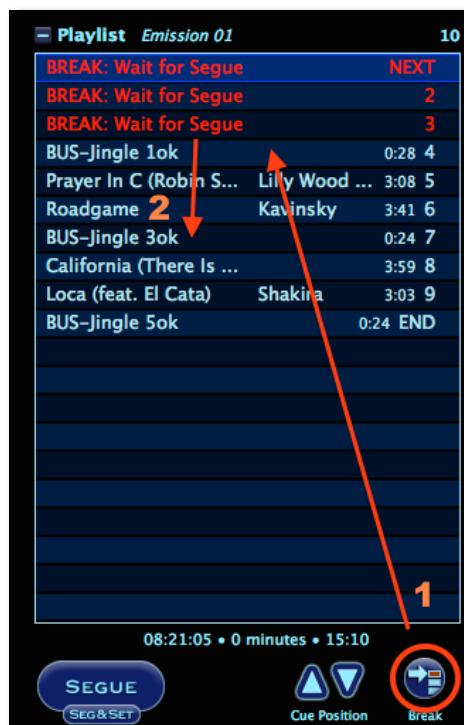 Playlist Emission 01 10
BREAK: Wait for Segue NEXT
BREAK: Wait for Segue 2
BREAK: Wait for Segue 3
BUS-Jingle 1ok 0:28 4
Prayer In C (Robin S... Lilly Wood ... 3:08 5
Roadgame 2 Kavinsky 3:41 6
BUS-Jingle 3ok 0:24 7
California (There Is ... 3:59 8
Loca (feat. El Cata) Shakira 3:03 9
BUS-Jingle 5ok 0:24 END
1
08:21:05 • 0 minutes • 15:10
SEGUE
SEG&SET
Cue Position
Break